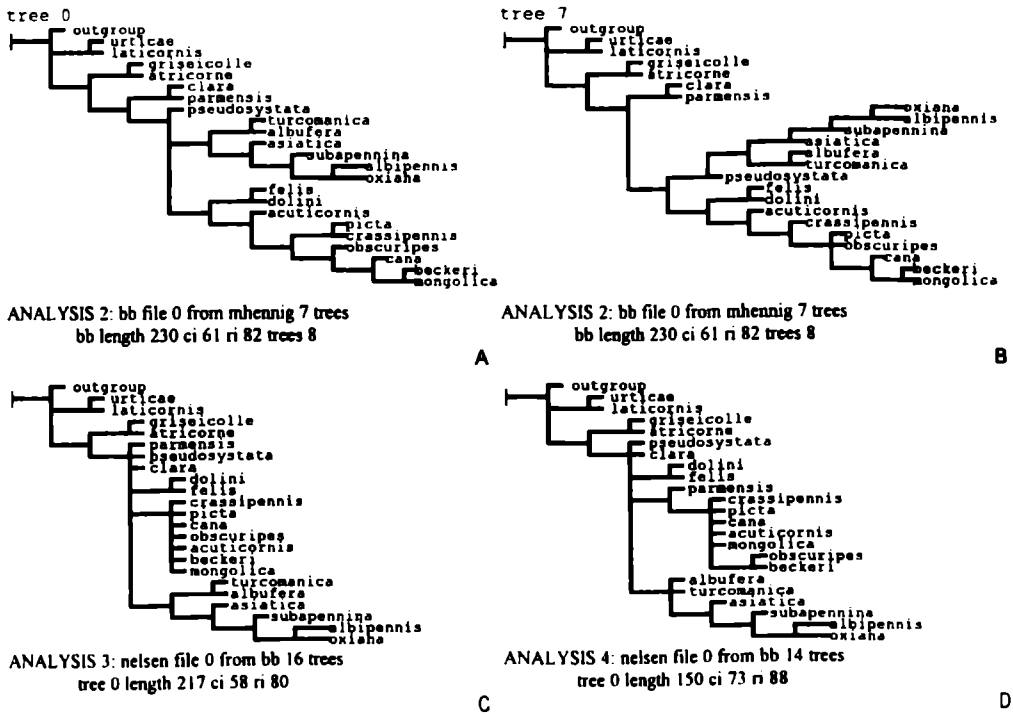 tree 0
outgroup
urticae
laticornis
griseicolle
atricorne
clara
parmensis
pseudosystata
turcomanica
albufera
asiatica
subapennina
albipennis
oxiana
felis
dolini
acuticornis
picta
crassipennis
obscuripes
cana
beckeri
mongolica
ANALYSIS 2: bb file 0 from mhennig 7 trees
bb length 230 ci 61 ri 82 trees 8
A
tree 7
outgroup
urticae
laticornis
griseicolle
atricorne
clara
parmensis
oxiana
albipennis
subapennina
asiatica
albufera
turcomanica
pseudosystata
felis
dolini
acuticornis
crassipennis
picta
obscuripes
cana
beckeri
mongolica
ANALYSIS 2: bb file 0 from mhennig 7 trees
bb length 230 ci 61 ri 82 trees 8
B
outgroup
urticae
laticornis
griseicolle
atricorne
parmensis
pseudosystata
clara
dolini
felis
crassipennis
picta
cana
obscuripes
acuticornis
beckeri
mongolica
turcomanica
albufera
asiatica
subapennina
albipennis
oxiana
ANALYSIS 3: nelsen file 0 from bb 16 trees
tree 0 length 217 ci 58 ri 80
C
outgroup
urticae
laticornis
griseicolle
atricorne
pseudosystata
clara
dolini
felis
parmensis
crassipennis
picta
cana
acuticornis
mongolica
obscuripes
beckeri
albufera
turcomanica
asiatica
subapennina
albipennis
oxiana
ANALYSIS 4: nelsen file 0 from bb 14 trees
tree 0 length 150 ci 73 ri 88
D